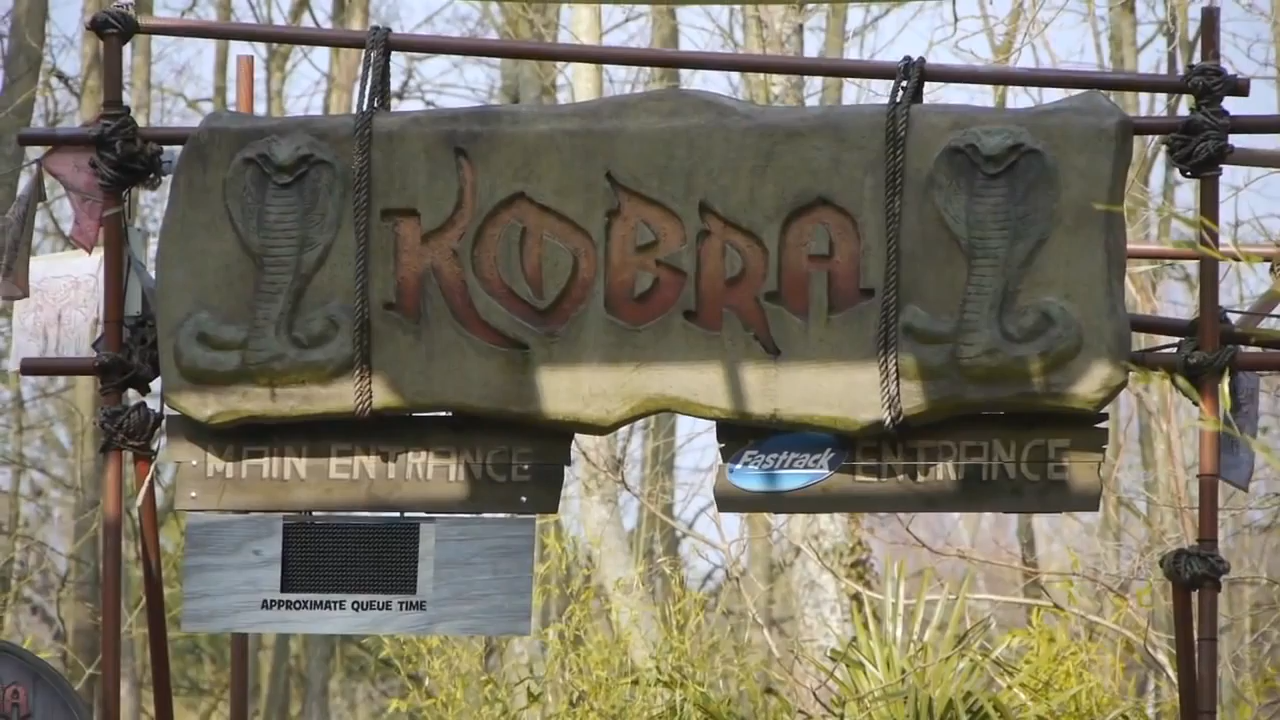 KOBRA
MAIN ENTRANCE
Fastrack ENTRANCE
APPROXIMATE QUEUE TIME